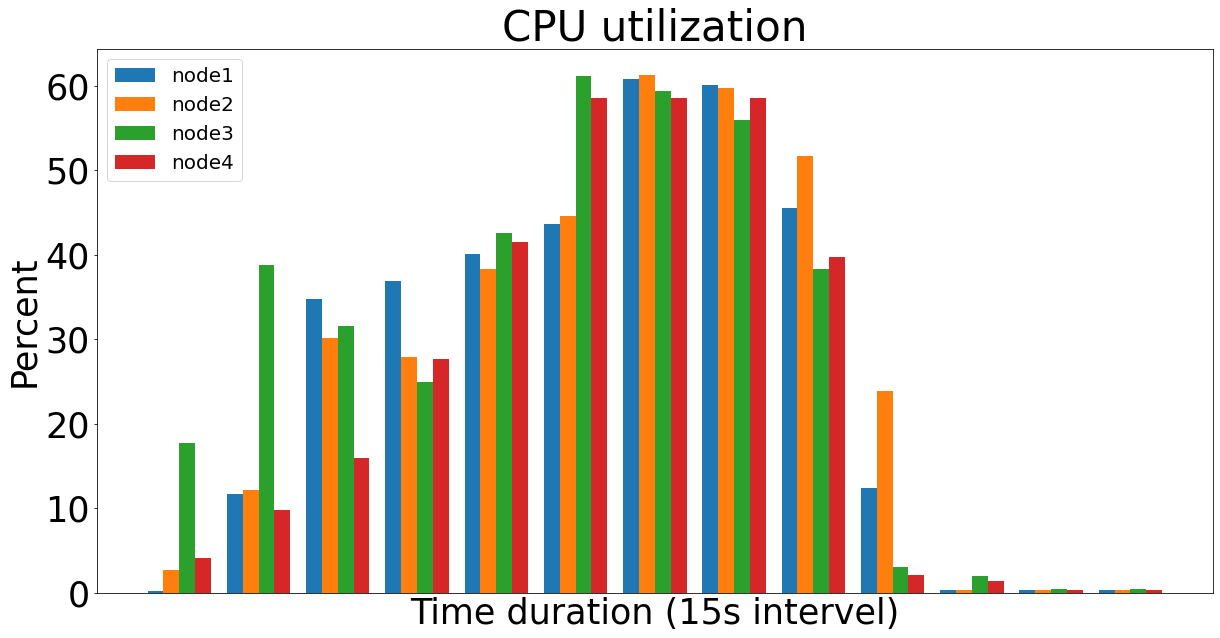 CPU utilization
node1
node2
node3
node4
60
50
40
30
20
10
0
Percent
Time duration (15s intervel)